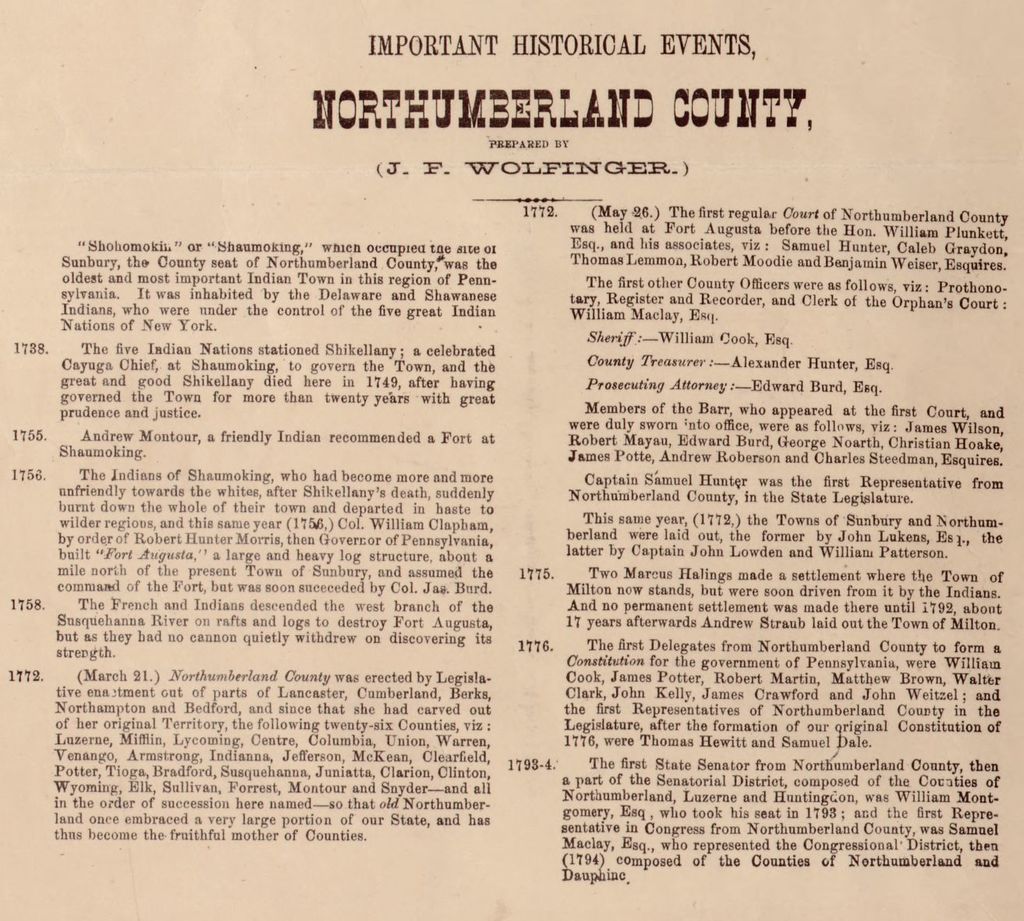 IMPORTANT HISTORICAL EVENTS,
NORTHUMBERLAND COUNTY,
PREPARED BY
(J. F. WOLFINGER.)
"Shohomokin" or "Shaumoking," which occupied the site of
Sunbury, the County seat of Northumberland County, was the
oldest and most important Indian Town in this region of Penn-
sylvania. It was inhabited by the Delaware and Shawanese
Indians, who were under the control of the five great Indian
Nations of New York.
1738. The five Indian Nations stationed Shikellany; a celebrated
Cayuga Chief, at Shaumoking, to govern the Town, and the
great and good Shikellany died here in 1749, after having
governed the Town for more than twenty years with great
prudence and justice.
1755. Andrew Montour, a friendly Indian recommended a Fort at
Shaumoking.
1756. The Indians of Shaumoking, who had become more and more
unfriendly towards the whites, after Shikellany's death, suddenly
burnt down the whole of their town and departed in haste to
wilder regions, and this same year (1756,) Col. William Clapham,
by order of Robert Hunter Morris, then Governor of Pennsylvania,
built "Fort Augusta," a large and heavy log structure, about a
mile north of the present Town of Sunbury, and assumed the
command of the Fort, but was soon suceceded by Col. Jas. Burd.
1758. The French and Indians descended the west branch of the
Susquehanna River on rafts and logs to destroy Fort Augusta,
but as they had no cannon quietly withdrew on discovering its
strength.
1772. (March 21.) Northumberland County was erected by Legisla-
tive enactment out of parts of Lancaster, Cumberland, Berks,
Northampton and Bedford, and since that she had carved out
of her original Territory, the following twenty-six Counties, viz:
Luzerne, Mifflin, Lycoming, Centre, Columbia, Union, Warren,
Venango, Armstrong, Indianna, Jefferson, McKean, Clearfield,
Potter, Tioga, Bradford, Susquehanna, Juniatta, Clarion, Clinton,
Wyoming, Elk, Sullivan, Forrest, Montour and Snyder—and all
in the order of succession here named—so that old Northumber-
land once embraced a very large portion of our State, and has
thus become the fruithful mother of Counties.
1772. (May 26.) The first regular Court of Northumberland County
was held at Fort Augusta before the Hon. William Plunkett,
Esq., and his associates, viz: Samuel Hunter, Caleb Graydon,
Thomas Lemmon, Robert Moodie and Benjamin Weiser, Esquires.
The first other County Officers were as follows, viz: Prothono-
tary, Register and Recorder, and Clerk of the Orphan's Court:
William Maclay, Esq.
Sheriff:—William Cook, Esq.
County Treasurer:—Alexander Hunter, Esq.
Prosecuting Attorney:—Edward Burd, Esq.
Members of the Barr, who appeared at the first Court, and
were duly sworn into office, were as follows, viz: James Wilson,
Robert Mayau, Edward Burd, George Noarth, Christian Hoake,
James Potte, Andrew Roberson and Charles Steedman, Esquires.
Captain Samuel Hunter was the first Representative from
Northumberland County, in the State Legislature.
This same year, (1772,) the Towns of Sunbury and Northum-
berland were laid out, the former by John Lukens, Esq., the
latter by Captain John Lowden and William Patterson.
1775. Two Marcus Halings made a settlement where the Town of
Milton now stands, but were soon driven from it by the Indians.
And no permanent settlement was made there until 1792, about
17 years afterwards Andrew Straub laid out the Town of Milton.
1776. The first Delegates from Northumberland County to form a
Constitution for the government of Pennsylvania, were William
Cook, James Potter, Robert Martin, Matthew Brown, Walter
Clark, John Kelly, James Crawford and John Weitzel; and
the first Representatives of Northumberland County in the
Legislature, after the formation of our original Constitution of
1776, were Thomas Hewitt and Samuel Dale.
1793-4. The first State Senator from Northumberland County, then
a part of the Senatorial District, composed of the Counties of
Northumberland, Luzerne and Huntingdon, was William Mont-
gomery, Esq, who took his seat in 1793; and the first Repre-
sentative in Congress from Northumberland County, was Samuel
Maclay, Esq., who represented the Congressional District, then
(1794) composed of the Counties of Northumberland and
Dauphine.